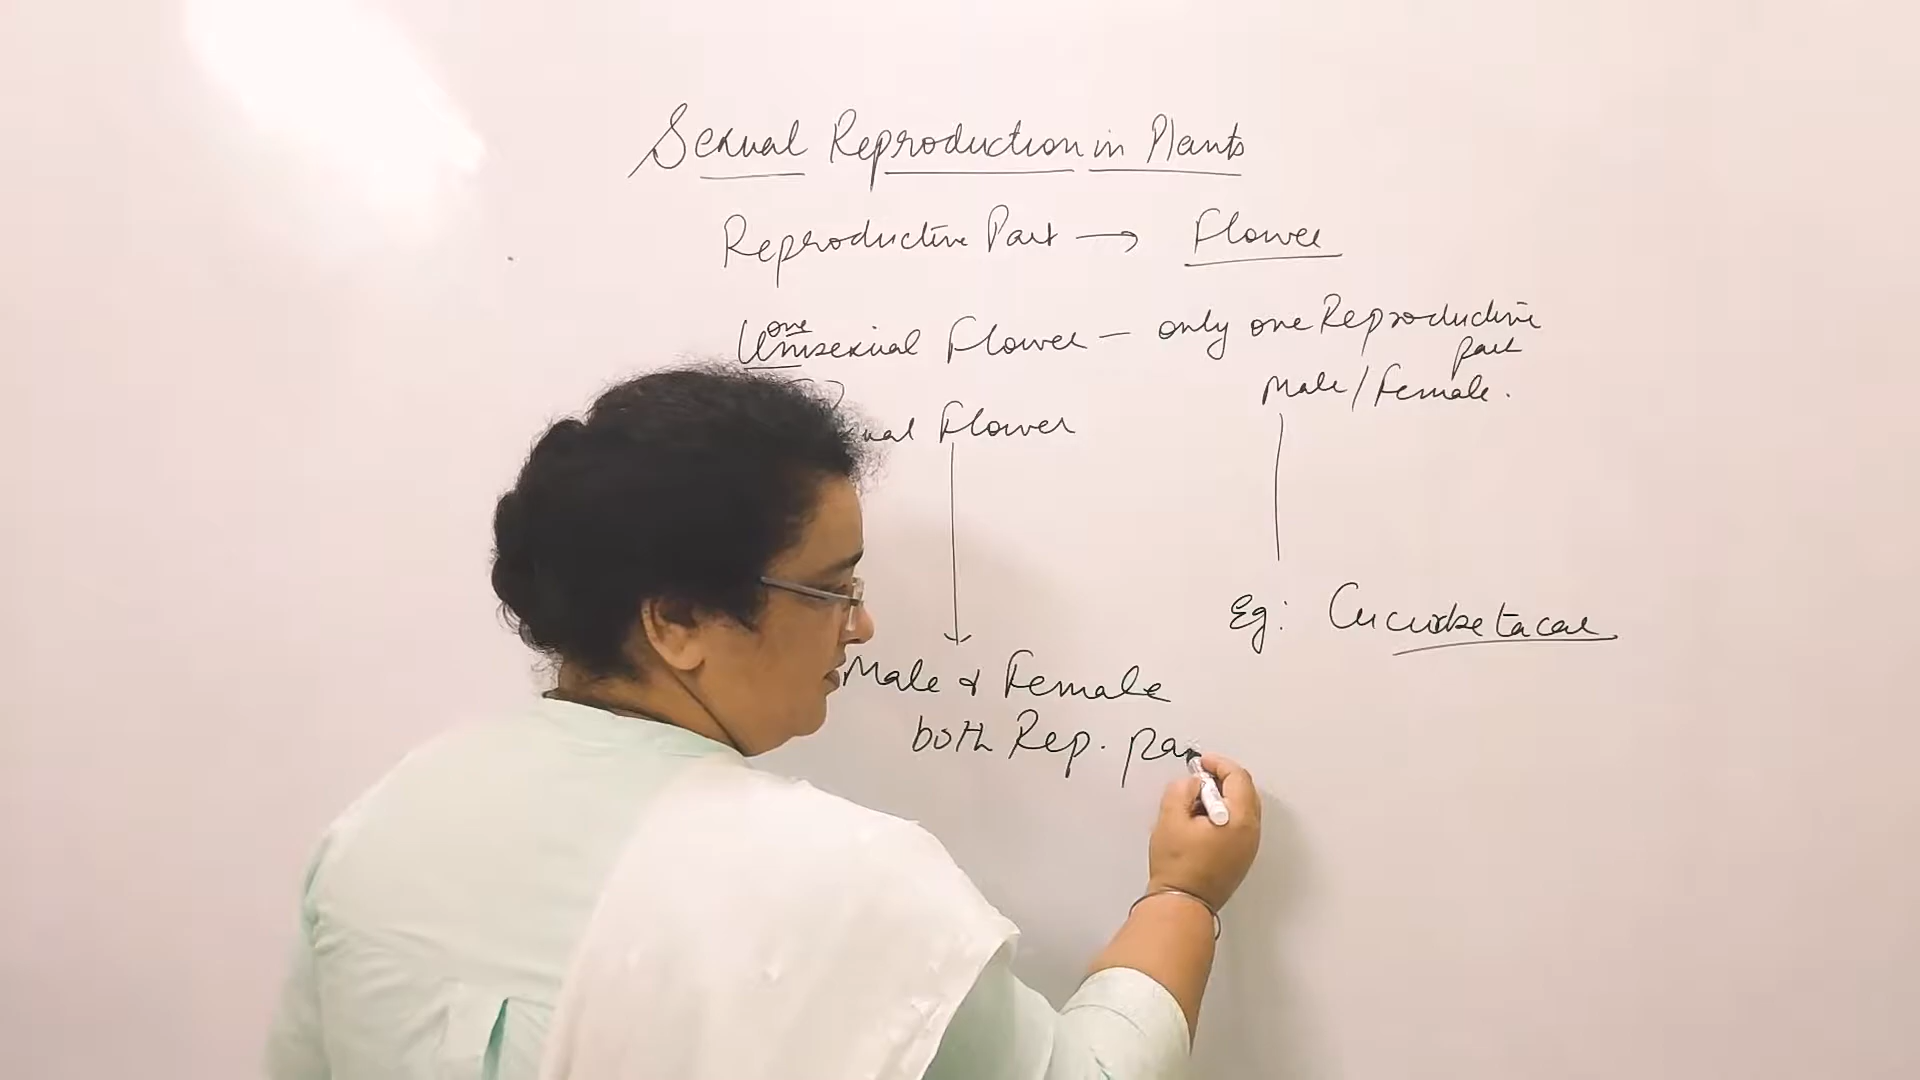 Sexual Reproduction in Plants
Reproductive Part → Flower
one
Unisexual Flower — only one Reproductive
part
Male / Female.
xual Flower
Eg: Cucurbetacae
Male & Female
both Rep. pa